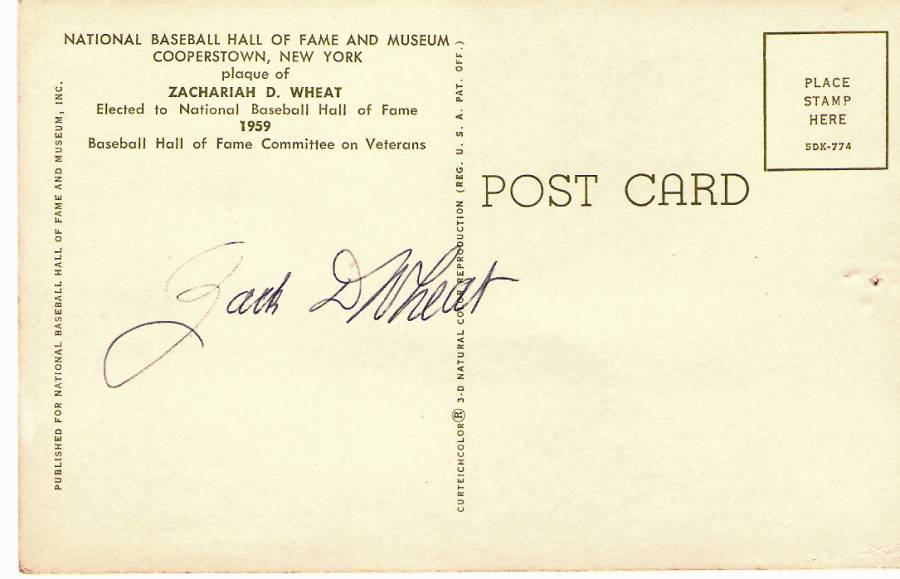 NATIONAL BASEBALL HALL OF FAME AND MUSEUM
COOPERSTOWN, NEW YORK
plaque of
ZACHARIAH D. WHEAT
Elected to National Baseball Hall of Fame
1959
Baseball Hall of Fame Committee on Veterans
PUBLISHED FOR NATIONAL BASEBALL HALL OF FAME AND MUSEUM, INC.
Zack D Wheat
CURTEICHCOLOR® 3-D NATURAL COLOR REPRODUCTION (REG. U. S. A. PAT. OFF.)
POST CARD
PLACE
STAMP
HERE
5DK-774